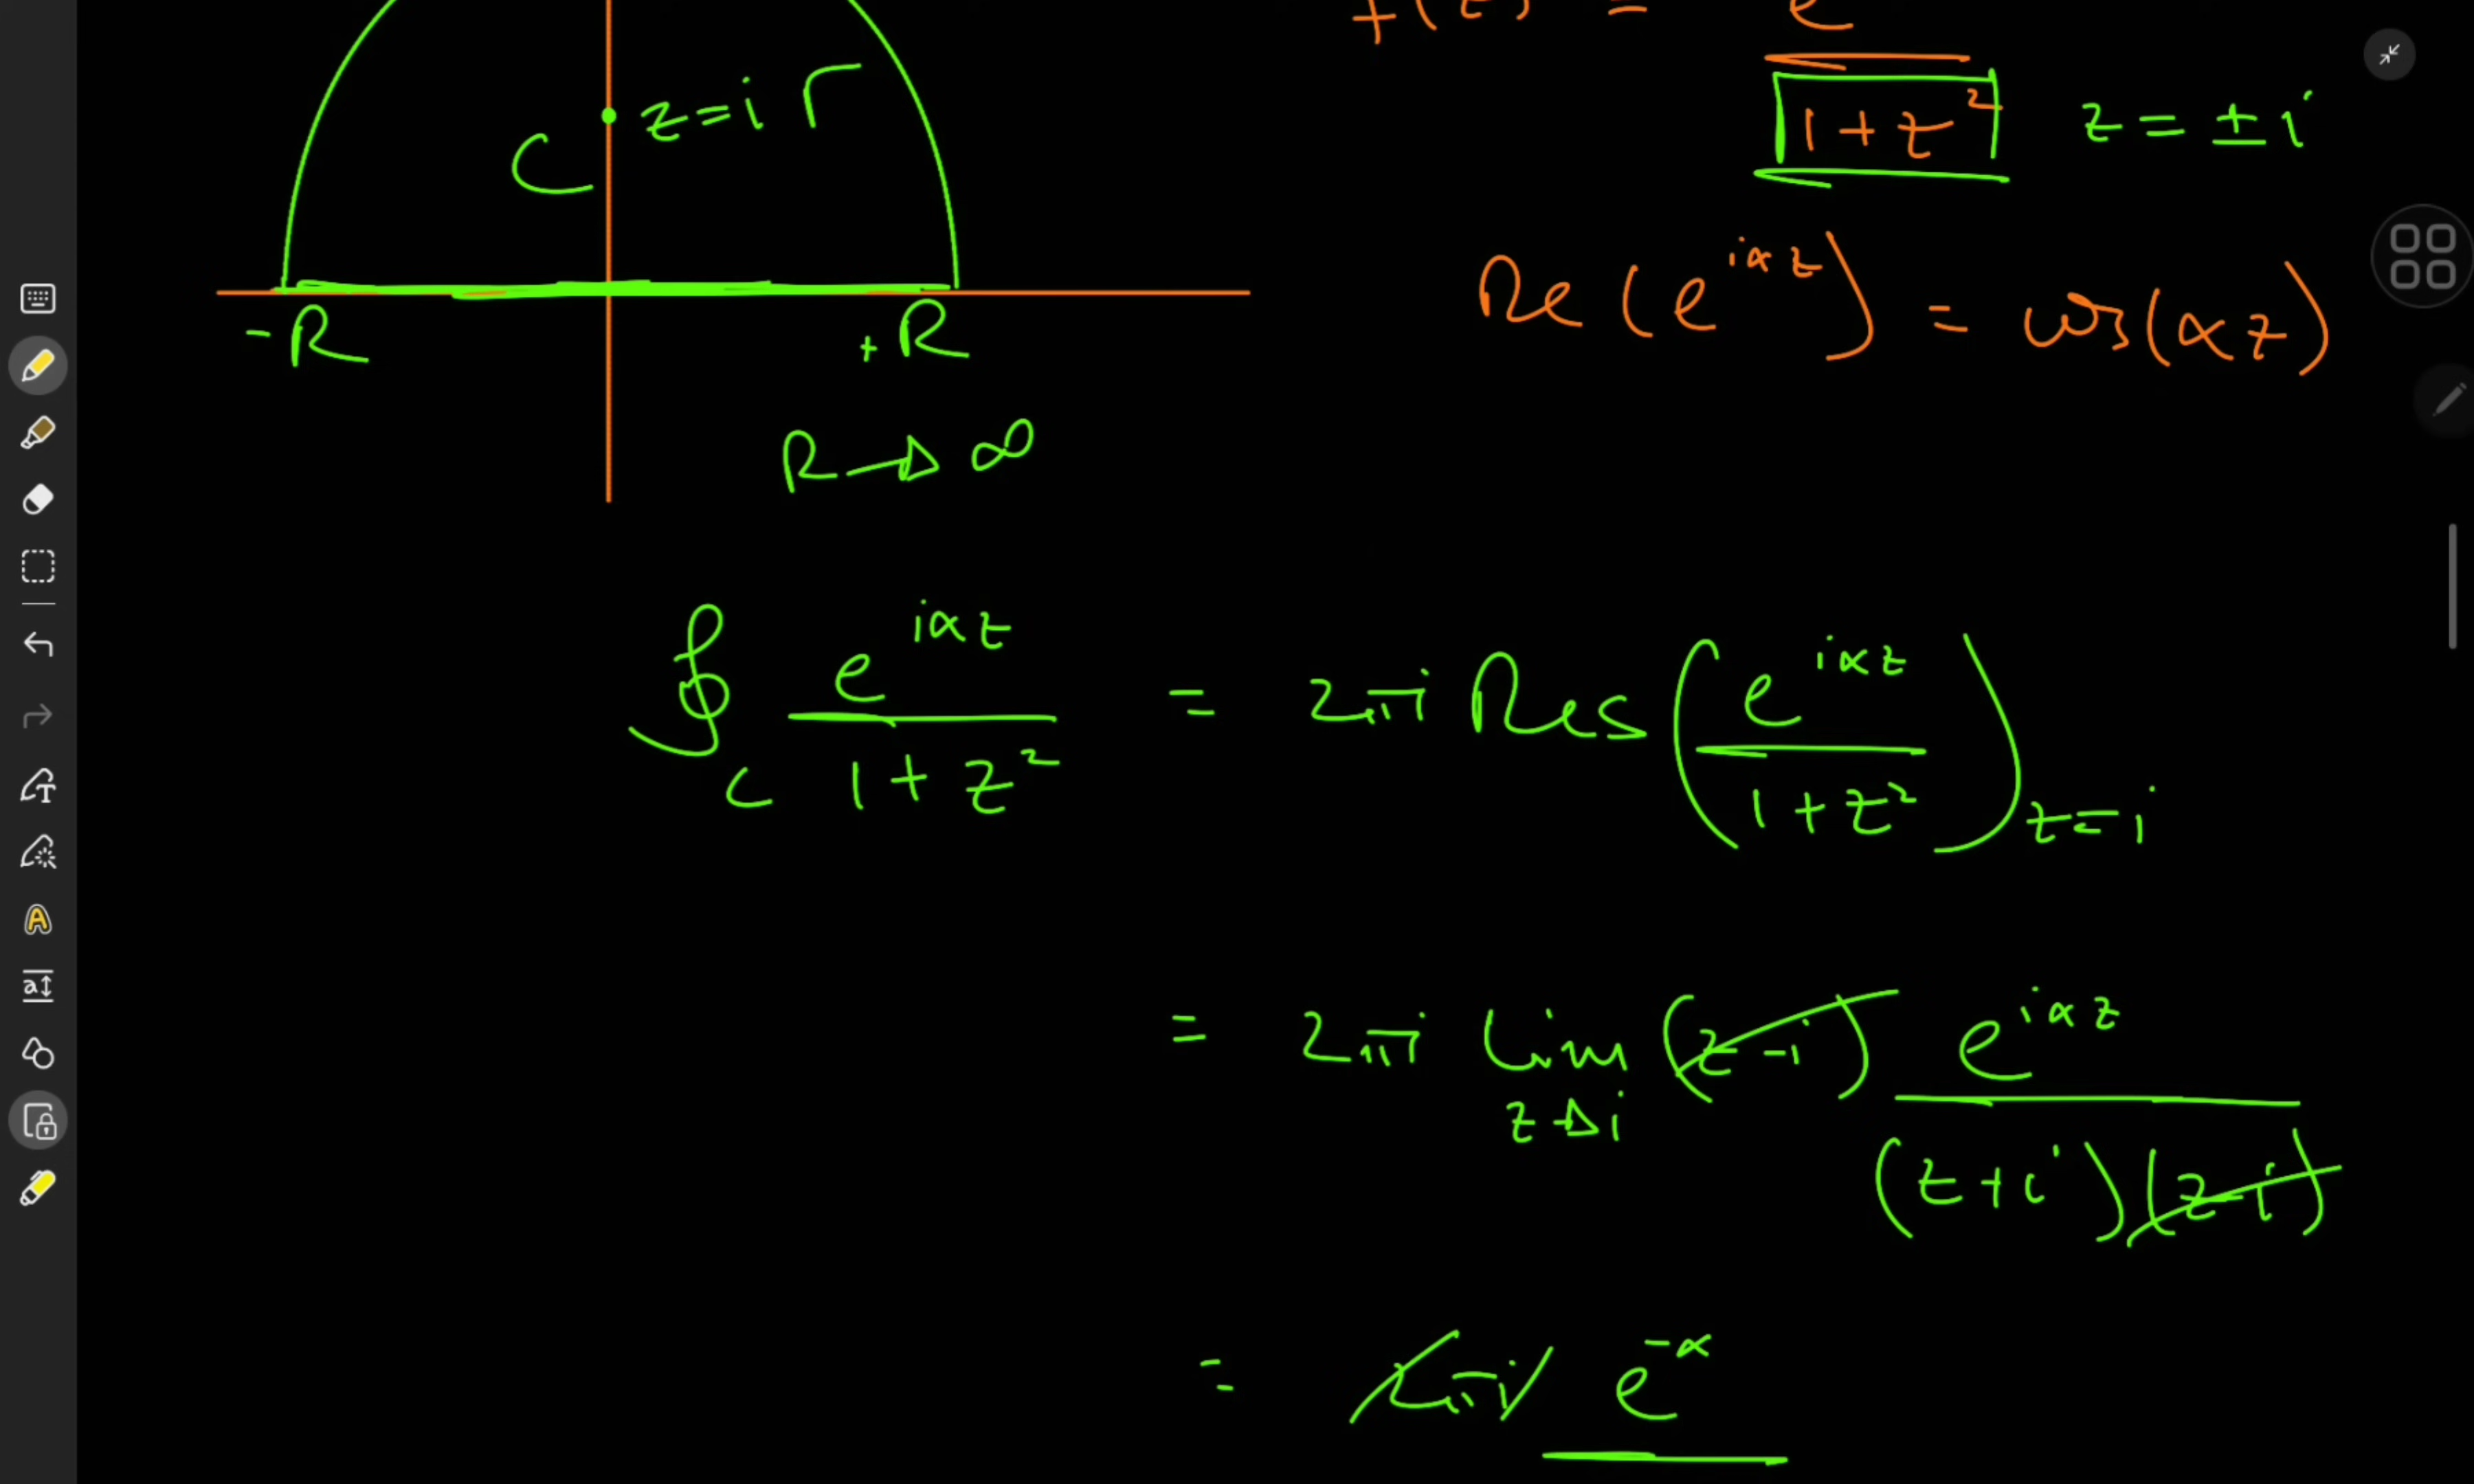 f(z) = e
1+z² z = ±i
C z=i Γ
Re(e^{iαz}) = cos(αz)
-R +R
R → ∞
∮_C e^{iαz} / 1+z² = 2πi Res(e^{iαz} / 1+z²)_{z=i}
= 2πi lim_{z→i} (z-i) e^{iαz} / (z+i)(z-i)
= 2πi e^{-α}